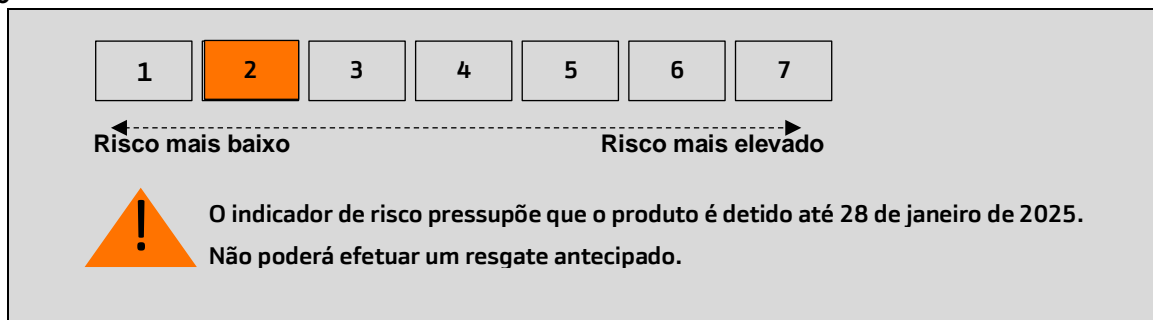 1 2 3 4 5 6 7
Risco mais baixo Risco mais elevado
! O indicador de risco pressupõe que o produto é detido até 28 de janeiro de 2025.
Não poderá efetuar um resgate antecipado.